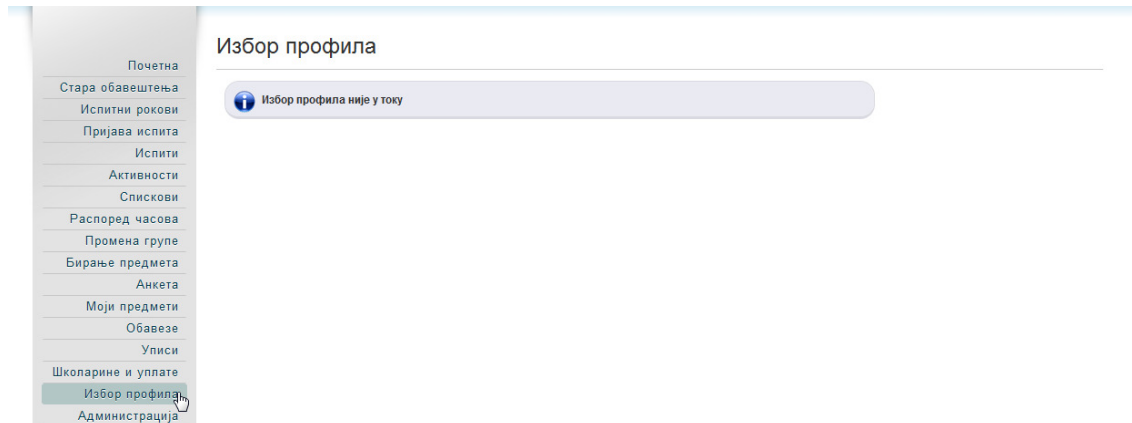 Избор профила
Избор профила није у току
Почетна
Стара обавештења
Испитни рокови
Пријава испита
Испити
Активности
Спискови
Распоред часова
Промена групе
Бирање предмета
Анкета
Моји предмети
Обавезе
Уписи
Школарине и уплате
Избор профила
Администрација